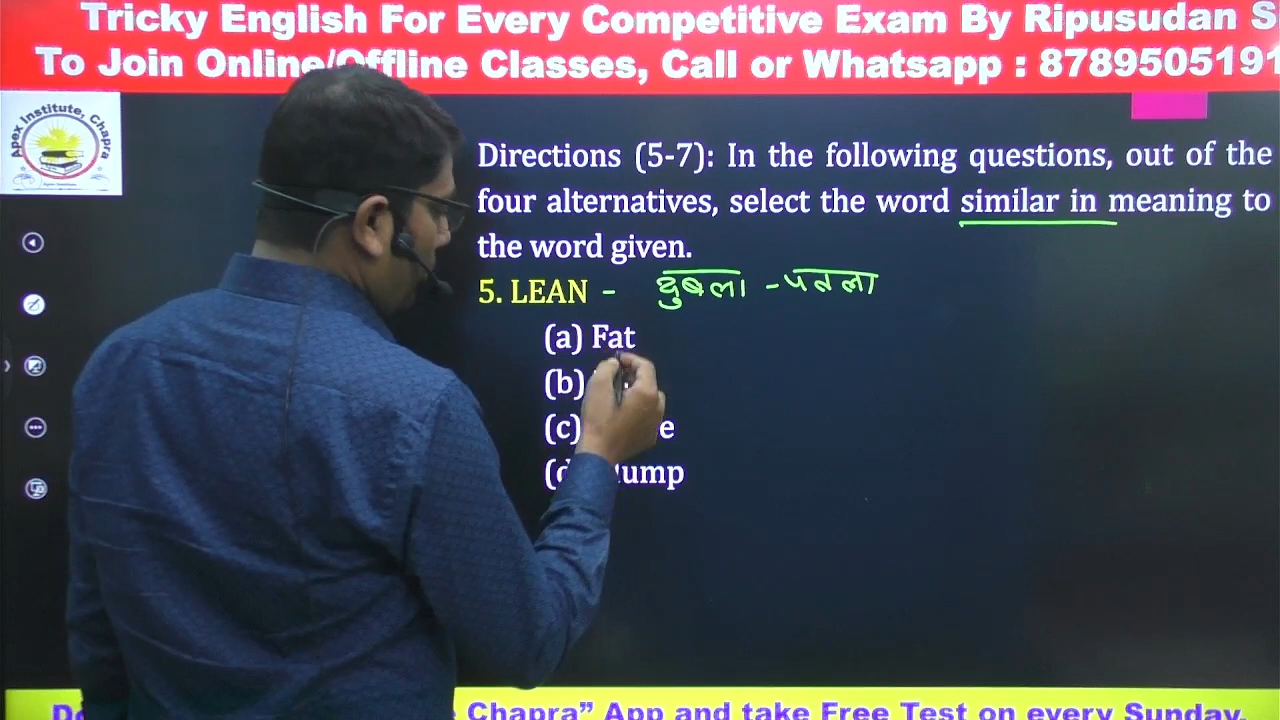 Tricky English For Every Competitive Exam By Ripusudan S
To Join Online/Offline Classes, Call or Whatsapp : 8789505191
Apex Institute, Chapra
Directions (5-7): In the following questions, out of the
four alternatives, select the word similar in meaning to
the word given.
5. LEAN - दुबला - पतला
(a) Fat
(b)
(c)
(d) Plump
Chapra” App and take Free Test on every Sunday.